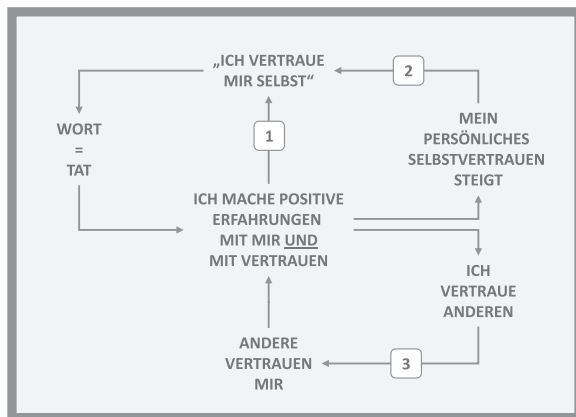 „ICH VERTRAUE
MIR SELBST“
2
WORT
=
TAT
1
MEIN
PERSÖNLICHES
SELBSTVERTRAUEN
STEIGT
ICH MACHE POSITIVE
ERFAHRUNGEN
MIT MIR UND
MIT VERTRAUEN
ICH
VERTRAUE
ANDEREN
ANDERE
VERTRAUEN
MIR
3